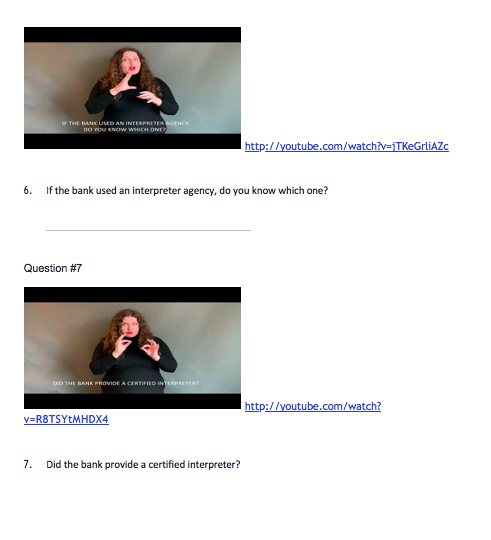 IF THE BANK USED AN INTERPRETER AGENCY,
DO YOU KNOW WHICH ONE?
http://youtube.com/watch?v=jTKeGrliAZc
6. If the bank used an interpreter agency, do you know which one?
Question #7
DID THE BANK PROVIDE A CERTIFIED INTERPRETER?
http://youtube.com/watch?
v=R8TSYtMHDX4
7. Did the bank provide a certified interpreter?